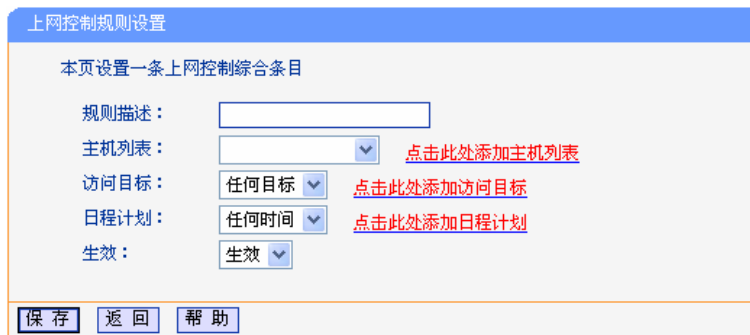 上网控制规则设置
本页设置一条上网控制综合条目
规则描述：
主机列表： 点击此处添加主机列表
访问目标： 任何目标 点击此处添加访问目标
日程计划： 任何时间 点击此处添加日程计划
生效： 生效
保 存 返 回 帮 助